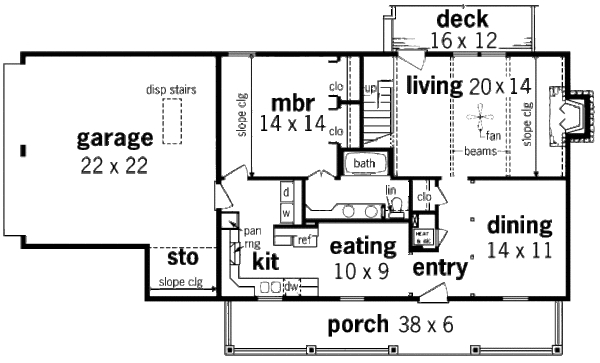 deck
16 x 12
disp stairs
garage
22 x 22
slope clg
mbr
14 x 14
clo
clo
up
living 20 x 14
fan
beams
slope clg
bath
lin
clo
d
w
pan
rng
ref
kit
eating
10 x 9
dw
HEAT
& AC
dining
14 x 11
entry
sto
slope clg
porch 38 x 6